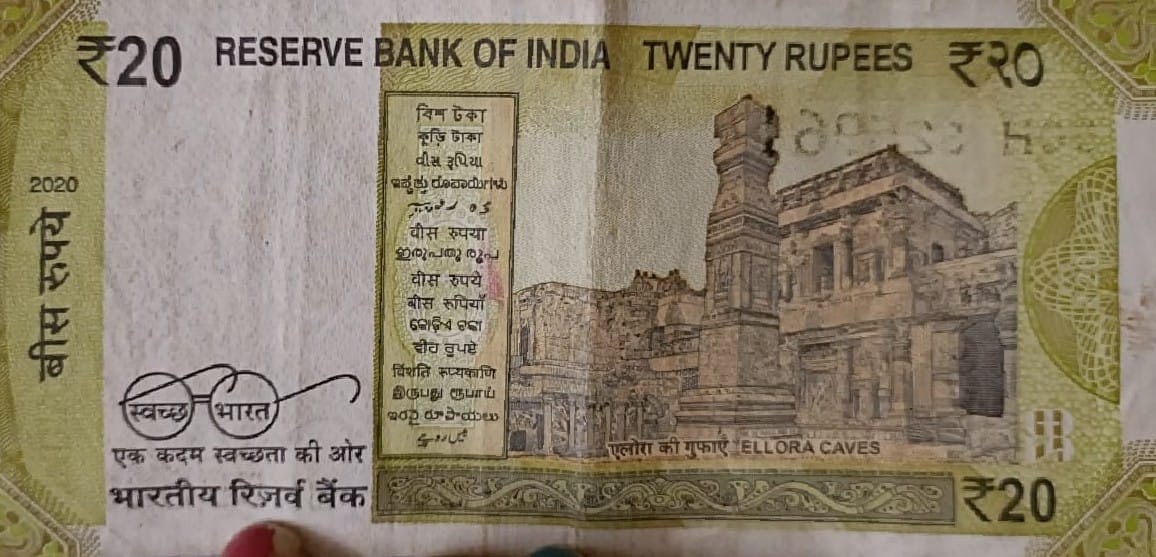 ₹20 RESERVE BANK OF INDIA TWENTY RUPEES ₹२०
2020
बीस रुपये
বিশ টকা
কুড়ি টাকা
વીસ રૂપિયા
ಇಪ್ಪತ್ತು ರೂಪಾಯಿಗಳು
वीस रुपया
ഇരുപതു രൂപ
वीस रुपये
बीस रूपियाँ
କୋଡ଼ିଏ ଟଙ୍କା
ਵੀਹ ਰੁਪਏ
विंशति रूप्यकाणि
இருபது ரூபாய்
ఇరవై రూపాయలు
स्वच्छ भारत
एक कदम स्वच्छता की ओर
भारतीय रिज़र्व बैंक
एलोरा की गुफाएँ ELLORA CAVES
₹20